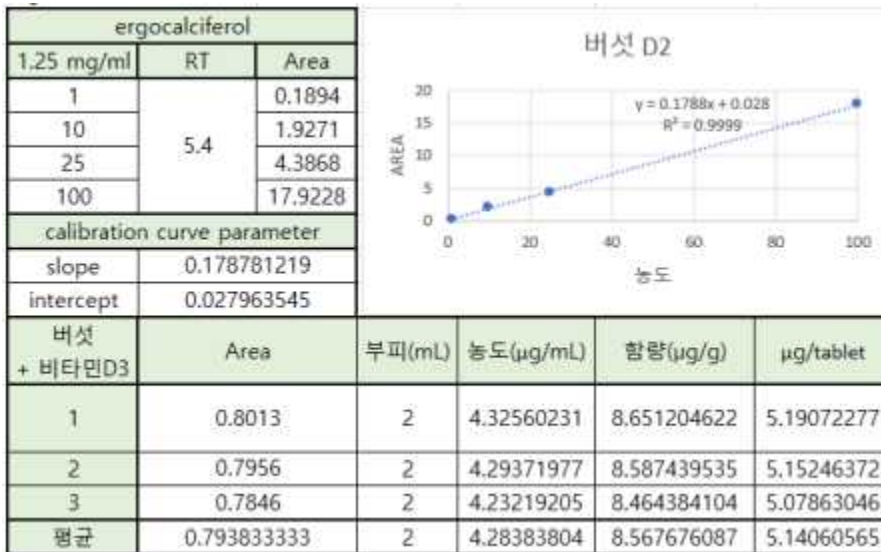 ergocalciferol
1.25 mg/ml RT Area
1 5.4 0.1894
10 1.9271
25 4.3868
100 17.9228
calibration curve parameter
slope 0.178781219
intercept 0.027963545
버섯 D2
y = 0.1788x + 0.028
R² = 0.9999
AREA
20
15
10
5
0
0 20 40 60 80 100
농도
버섯 + 비타민D3 Area 부피(mL) 농도(μg/mL) 함량(μg/g) μg/tablet
1 0.8013 2 4.32560231 8.651204622 5.19072277
2 0.7956 2 4.29371977 8.587439535 5.15246372
3 0.7846 2 4.23219205 8.464384104 5.07863046
평균 0.793833333 2 4.28383804 8.567676087 5.14060565